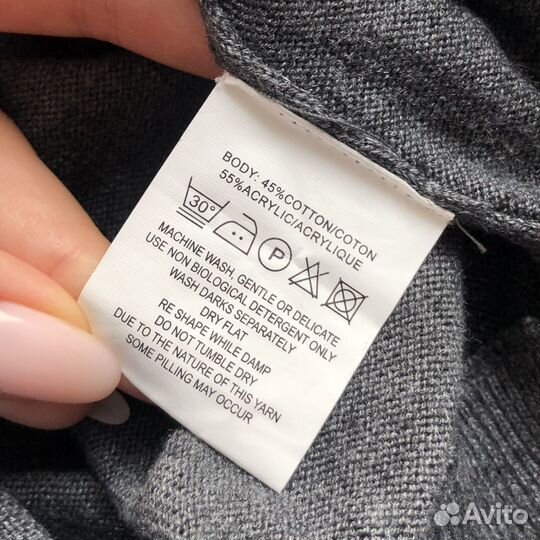 BODY: 45%COTTON/COTON
55%ACRYLIC/ACRYLIQUE
30° P
MACHINE WASH, GENTLE OR DELICATE
USE NON BIOLOGICAL DETERGENT ONLY
WASH DARKS SEPARATELY
DRY FLAT
RE SHAPE WHILE DAMP
DO NOT TUMBLE DRY
DUE TO THE NATURE OF THIS YARN
SOME PILLING MAY OCCUR
Avito